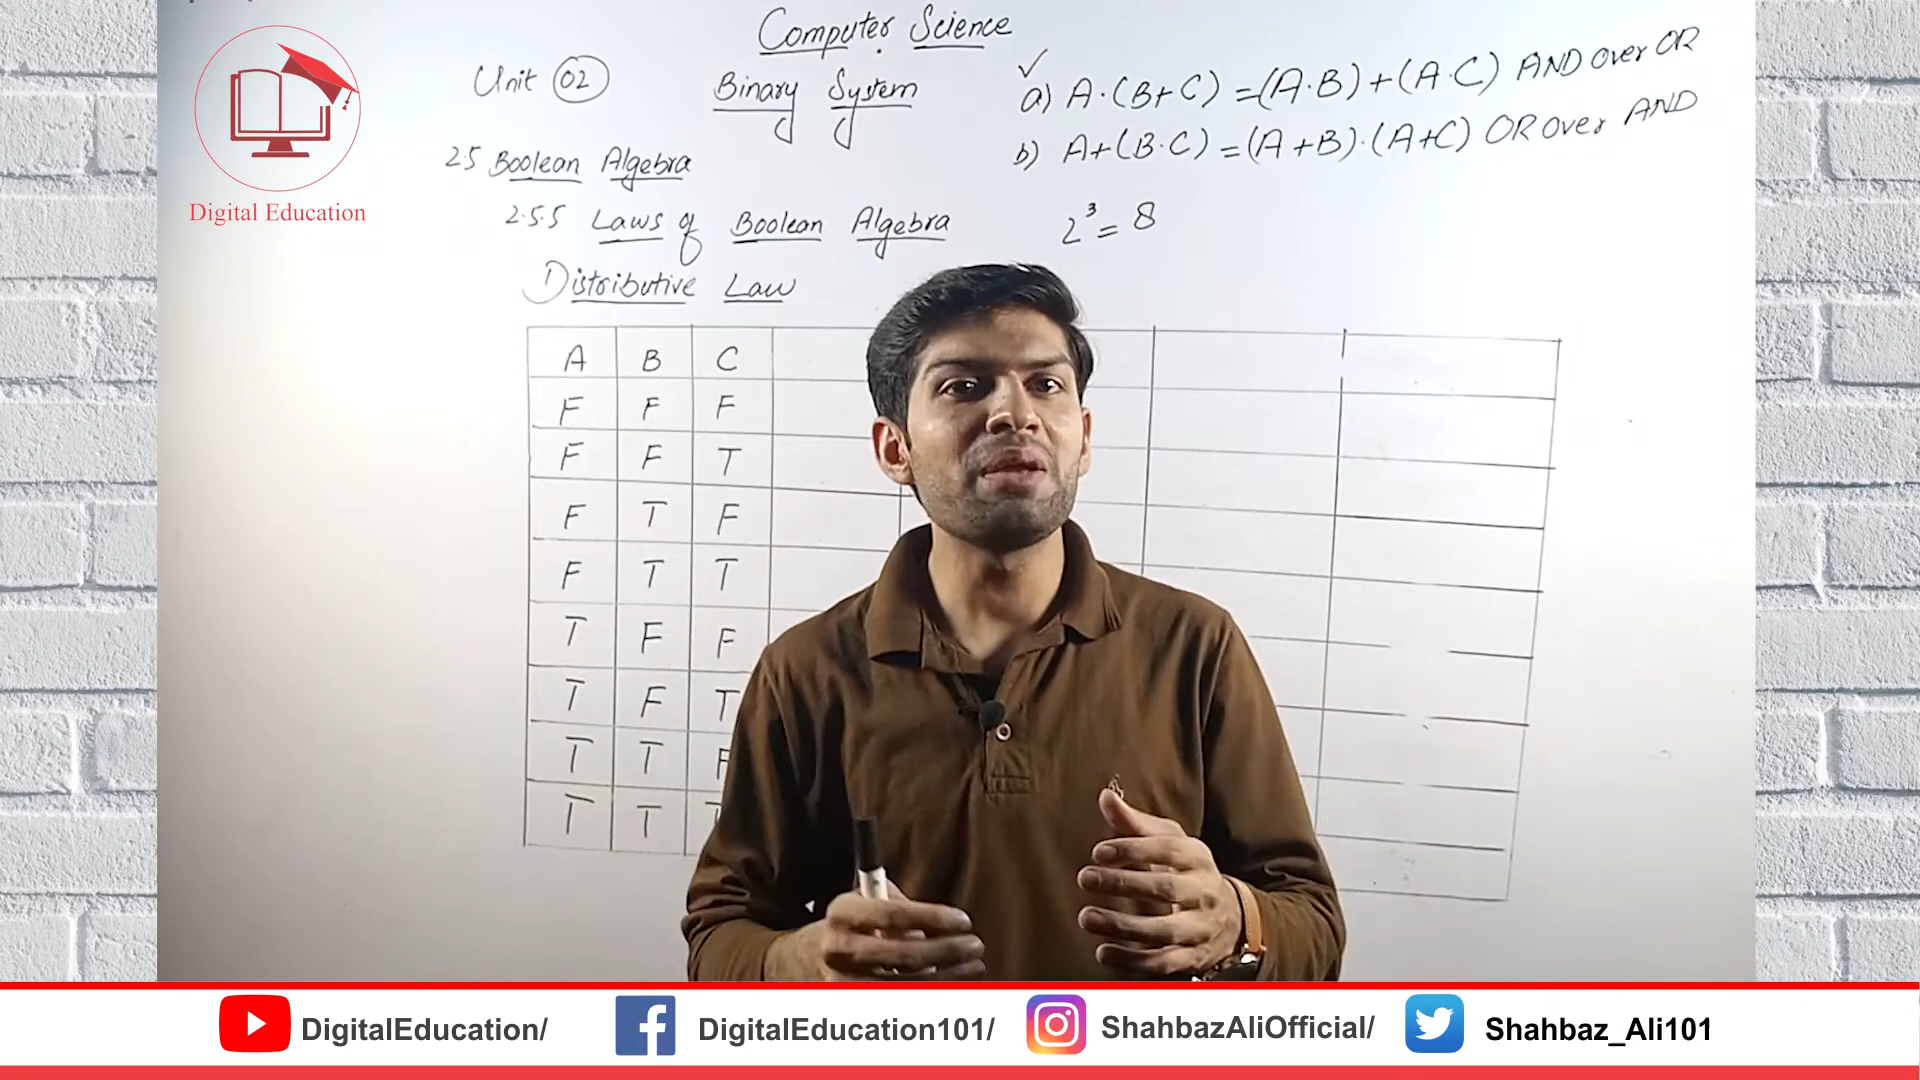 Computer Science
Unit 02 Binary System
✓
a) A·(B+C) = (A·B)+(A·C) AND over OR
b) A+(B·C) = (A+B)·(A+C) OR over AND
2.5 Boolean Algebra
2.5.5 Laws of Boolean Algebra
2³ = 8
Distributive Law
A B C
F F F
F F T
F T F
F T T
T F F
T F T
T T F
T T
Digital Education
DigitalEducation/ DigitalEducation101/ ShahbazAliOfficial/ Shahbaz_Ali101